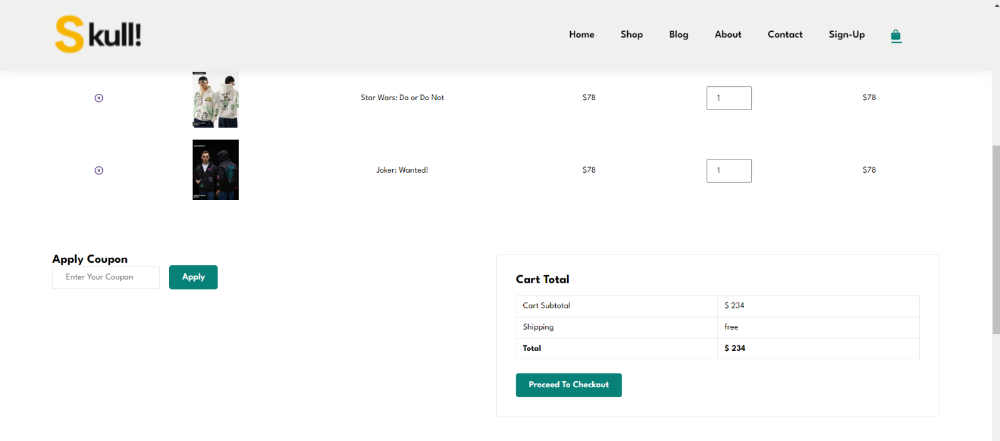 Skull!
Home Shop Blog About Contact Sign-Up
Star Wars: Do or Do Not $78 1 $78
Joker: Wanted! $78 1 $78
Apply Coupon
Enter Your Coupon Apply
Cart Total
Cart Subtotal $ 234
Shipping free
Total $ 234
Proceed To Checkout